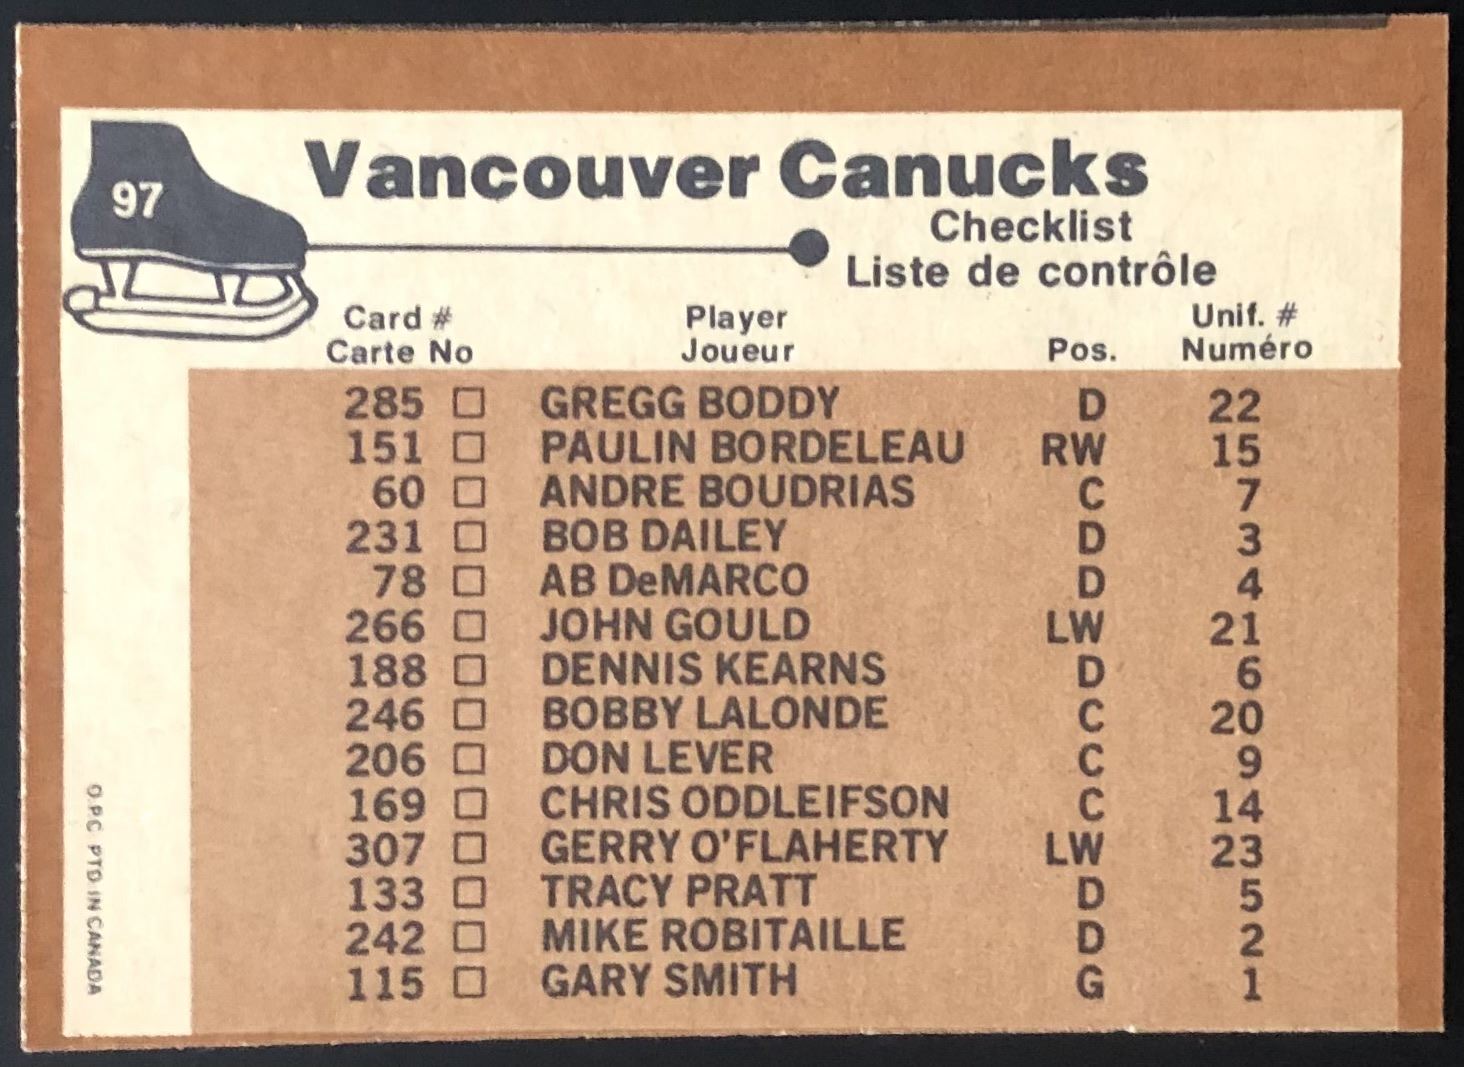 97
Vancouver Canucks
Checklist
Liste de contrôle
Card # Player Unif. #
Carte No Joueur Pos. Numéro
285 □ GREGG BODDY D 22
151 □ PAULIN BORDELEAU RW 15
60 □ ANDRE BOUDRIAS C 7
231 □ BOB DAILEY D 3
78 □ AB DeMARCO D 4
266 □ JOHN GOULD LW 21
188 □ DENNIS KEARNS D 6
246 □ BOBBY LALONDE C 20
206 □ DON LEVER C 9
169 □ CHRIS ODDLEIFSON C 14
307 □ GERRY O'FLAHERTY LW 23
133 □ TRACY PRATT D 5
242 □ MIKE ROBITAILLE D 2
115 □ GARY SMITH G 1
O.P.C. PTD IN CANADA